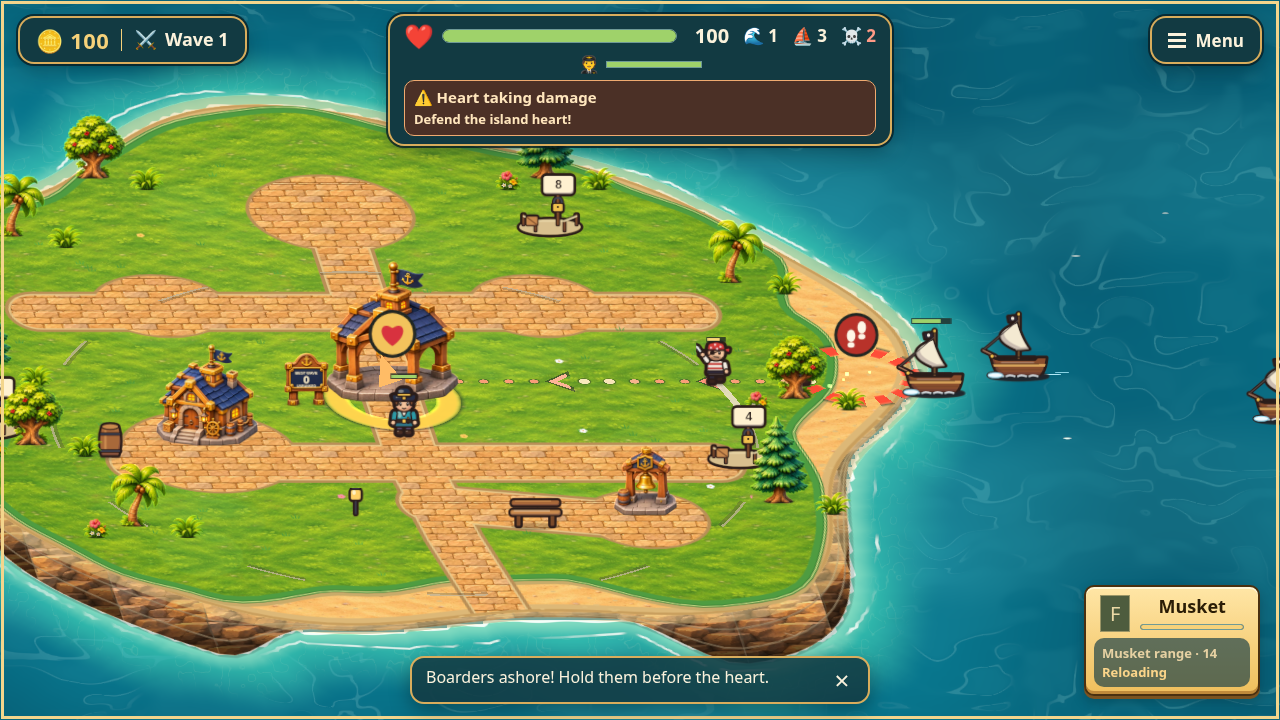 100
Wave 1
100
1
3
2
Heart taking damage
Defend the island heart!
Menu
8
4
0
F
Musket
Musket range · 14
Reloading
Boarders ashore! Hold them before the heart.